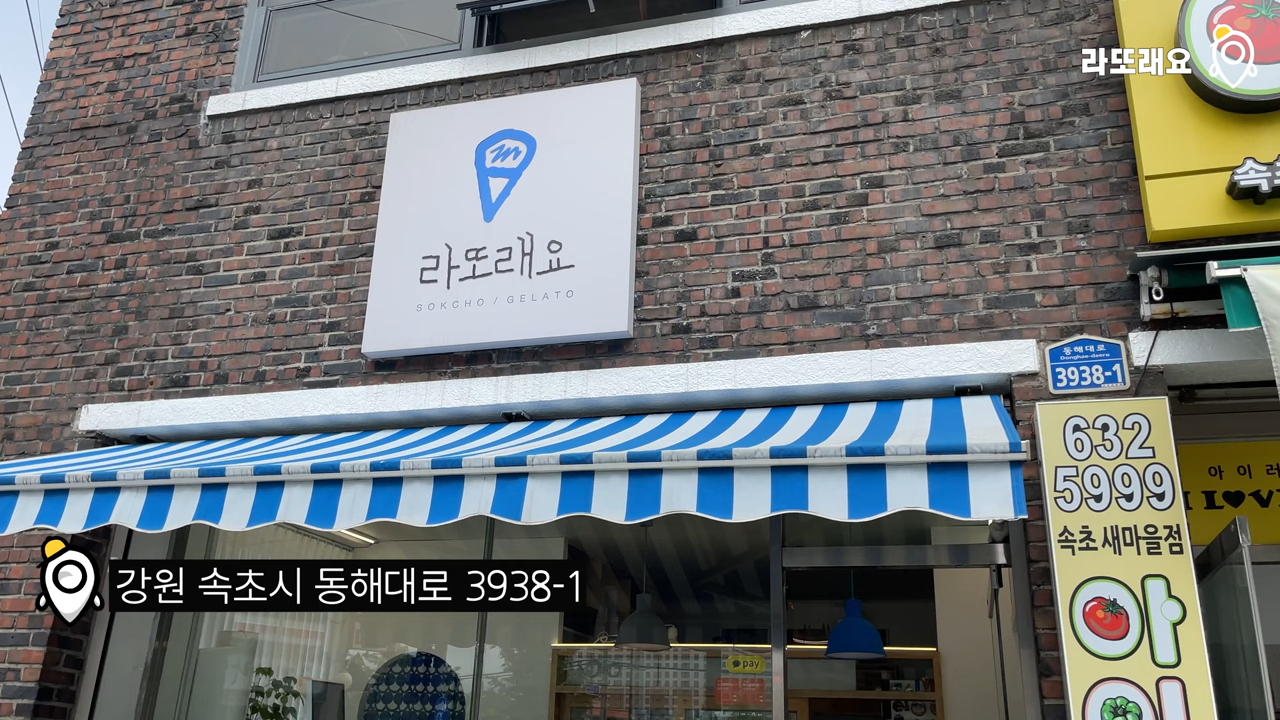 라또래요
라또래요
SOKCHO / GELATO
동해대로
Donghae-daero
3938-1
632
5999
속초 새마을점
아이
I LOV
pay
강원 속초시 동해대로 3938-1